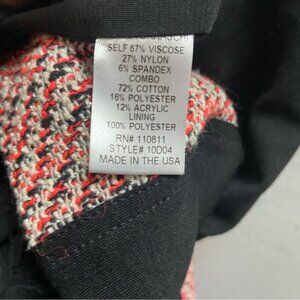 SELF 67% VISCOSE
27% NYLON
6% SPANDEX
COMBO
72% COTTON
16% POLYESTER
12% ACRYLIC
LINING
100% POLYESTER
RN# 110811
STYLE# 10D04
MADE IN THE USA